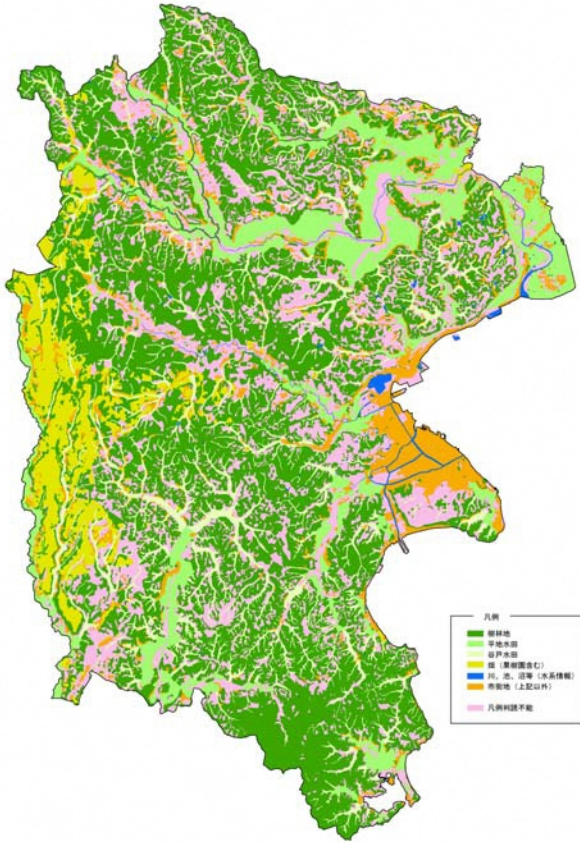 凡例
樹林地
平地水田
谷戸水田
畑（果樹園含む）
川、池、沼等（水系情報）
市街地（上記以外）
凡例判読不能